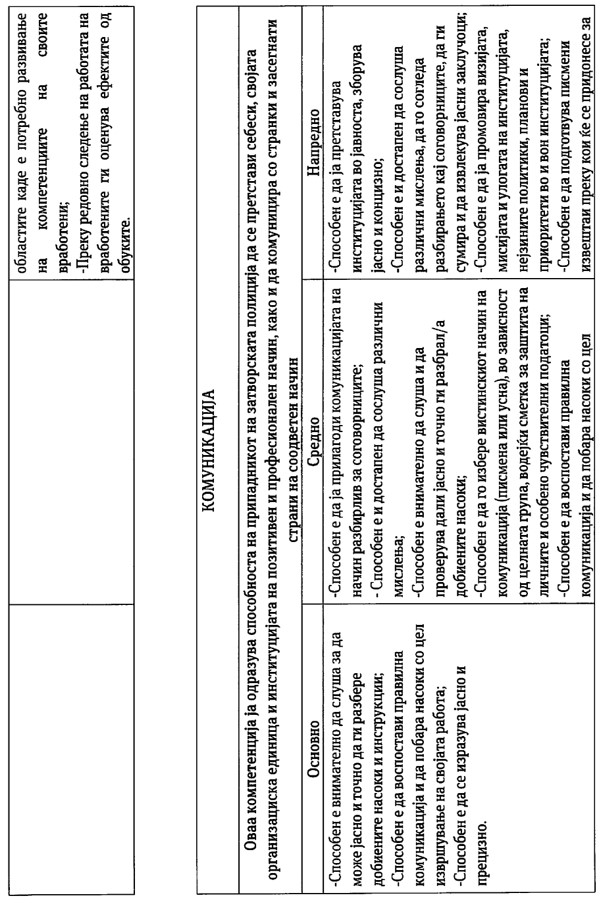 областите каде е потребно развивање
на компетенциите на своите
вработени;
-Преку редовно следење на работата на
вработените ги оценува ефектите од
обуките.
КОМУНИКАЦИЈА
Оваа компетенција ја одразува способноста на припадникот на затворската полиција да се претстави себеси, својата
организациска единица и институцијата на позитивен и професионален начин, како и да комуницира со странки и засегнати
страни на соодветен начин
Основно
-Способен е внимателно да слуша за да
може јасно и точно да ги разбере
добиените насоки и инструкции;
-Способен е да воспостави правилна
комуникација и да побара насоки со цел
извршување на својата работа;
-Способен е да се изразува јасно и
прецизно.
Средно
-Способен е да ја прилагоди комуникацијата на
начин разбирлив за соговорниците;
- Способен е и достапен да сослуша различни
мислења;
-Способен е внимателно да слуша и да
проверува дали јасно и точно ги разбрал/а
добиените насоки;
-Способен е да го избере вистинскиот начин на
комуникација (писмена или усна), во зависност
од целната група, водејќи сметка за заштита на
личните и особено чувствителни податоци;
-Способен е да воспостави правилна
комуникација и да побара насоки со цел
Напредно
-Способен е да ја претставува
институцијата во јавноста, зборува
јасно и концизно;
-Способен е и достапен да сослуша
различни мислења, да го согледа
разбирањето кај соговорниците, да ги
сумира и да извлекува јасни заклучоци;
-Способен е да ја промовира визијата,
мисијата и улогата на институцијата,
нејзините политики, планови и
приоритети во и вон институцијата;
-Способен е да подготвува писмени
извештаи преку кои ќе се придонесе за